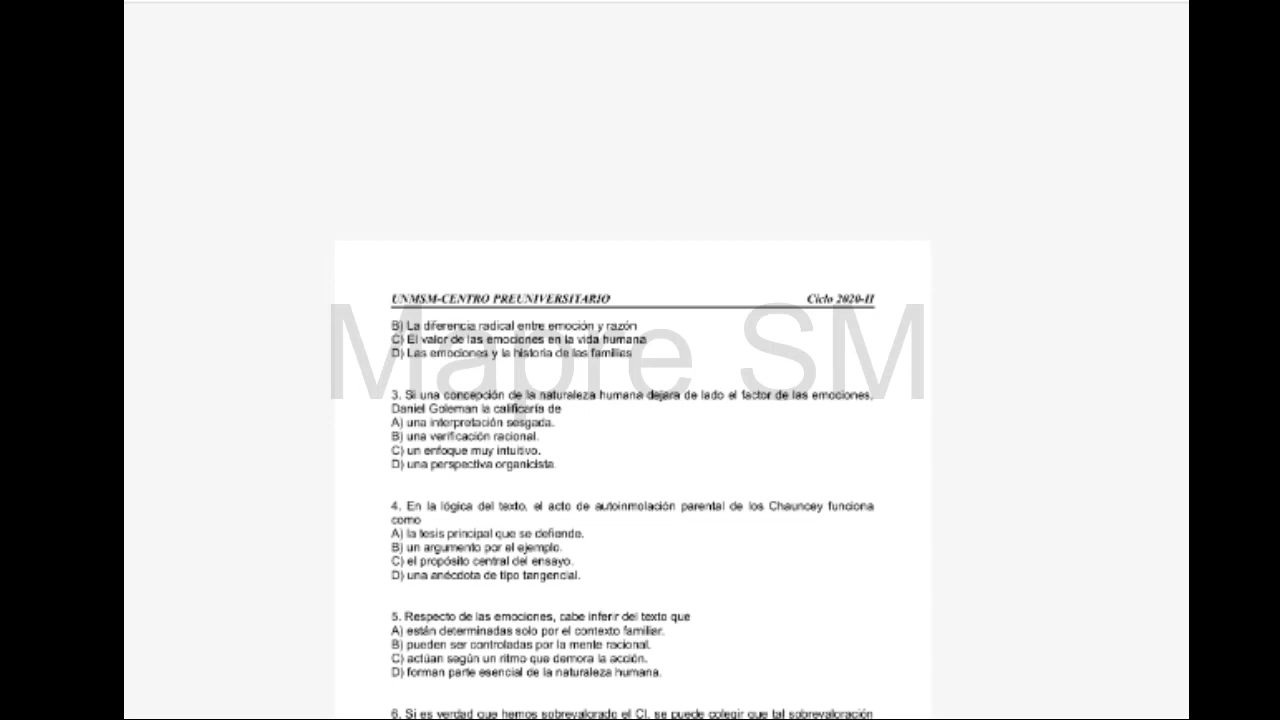 UNMSM-CENTRO PREUNIVERSITARIO Ciclo 2020-II
B) La diferencia radical entre emoción y razón
C) El valor de las emociones en la vida humana
D) Las emociones y la historia de las familias
Mapre SM
3. Si una concepción de la naturaleza humana dejara de lado el factor de las emociones,
Daniel Goleman la calificaría de
A) una interpretación sesgada.
B) una verificación racional.
C) un enfoque muy intuitivo.
D) una perspectiva organicista.
4. En la lógica del texto, el acto de autoinmolación parental de los Chauncey funciona
como
A) la tesis principal que se defiende.
B) un argumento por el ejemplo.
C) el propósito central del ensayo.
D) una anécdota de tipo tangencial.
5. Respecto de las emociones, cabe inferir del texto que
A) están determinadas solo por el contexto familiar.
B) pueden ser controladas por la mente racional.
C) actúan según un ritmo que demora la acción.
D) forman parte esencial de la naturaleza humana.
6. Si es verdad que hemos sobrevalorado el CI, se puede colegir que tal sobrevaloración